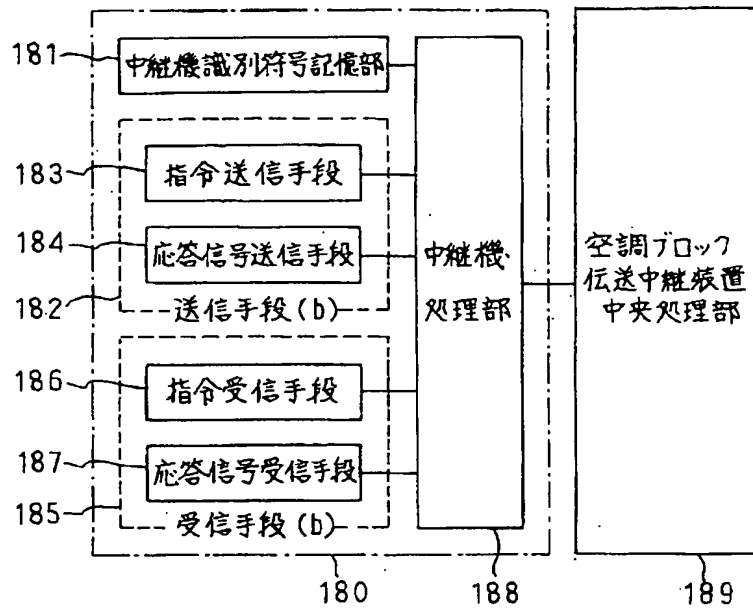 181
中継機識別符号記憶部
183
指令送信手段
184
応答信号送信手段
182
送信手段(b)
186
指令受信手段
187
応答信号受信手段
185
受信手段(b)
中継機
処理部
空調ブロック
伝送中継装置
中央処理部
180
188
189